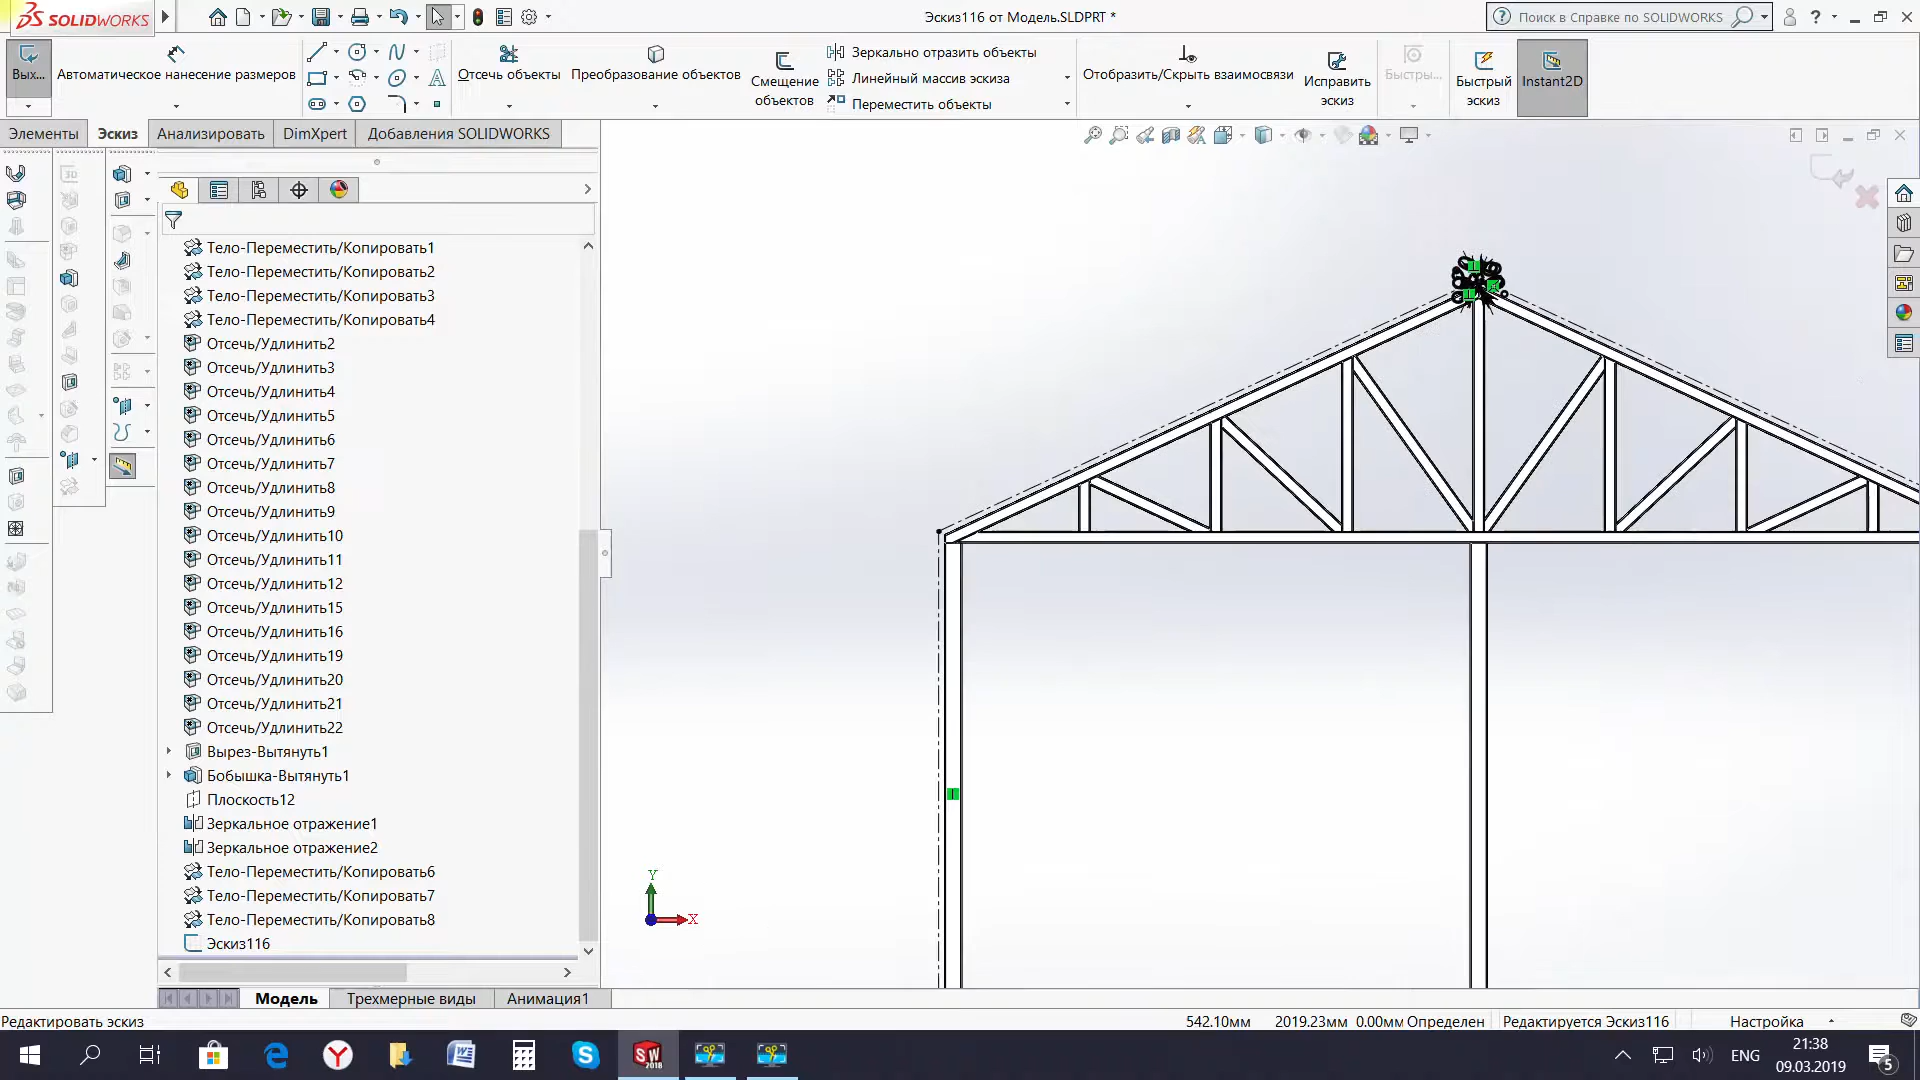 SOLIDWORKS
Эскиз116 от Модель.SLDPRT *
Поиск в Справке по SOLIDWORKS
Вых...
Автоматическое нанесение размеров
Отсечь объекты
Преобразование объектов
Смещение объектов
Зеркально отразить объекты
Линейный массив эскиза
Переместить объекты
Отобразить/Скрыть взаимосвязи
Исправить эскиз
Быстры...
Быстрый эскиз
Instant2D
Элементы
Эскиз
Анализировать
DimXpert
Добавления SOLIDWORKS
Тело-Переместить/Копировать1
Тело-Переместить/Копировать2
Тело-Переместить/Копировать3
Тело-Переместить/Копировать4
Отсечь/Удлинить2
Отсечь/Удлинить3
Отсечь/Удлинить4
Отсечь/Удлинить5
Отсечь/Удлинить6
Отсечь/Удлинить7
Отсечь/Удлинить8
Отсечь/Удлинить9
Отсечь/Удлинить10
Отсечь/Удлинить11
Отсечь/Удлинить12
Отсечь/Удлинить15
Отсечь/Удлинить16
Отсечь/Удлинить19
Отсечь/Удлинить20
Отсечь/Удлинить21
Отсечь/Удлинить22
Вырез-Вытянуть1
Бобышка-Вытянуть1
Плоскость12
Зеркальное отражение1
Зеркальное отражение2
Тело-Переместить/Копировать6
Тело-Переместить/Копировать7
Тело-Переместить/Копировать8
Эскиз116
Y
X
Модель
Трехмерные виды
Анимация1
Редактировать эскиз
542.10мм
2019.23мм
0.00мм
Определен
Редактируется Эскиз116
Настройка
SW 2018
ENG
21:38
09.03.2019
5